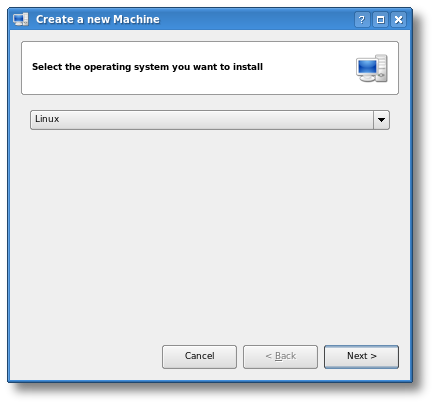 Create a new Machine
Select the operating system you want to install
Linux
Cancel
< Back
Next >